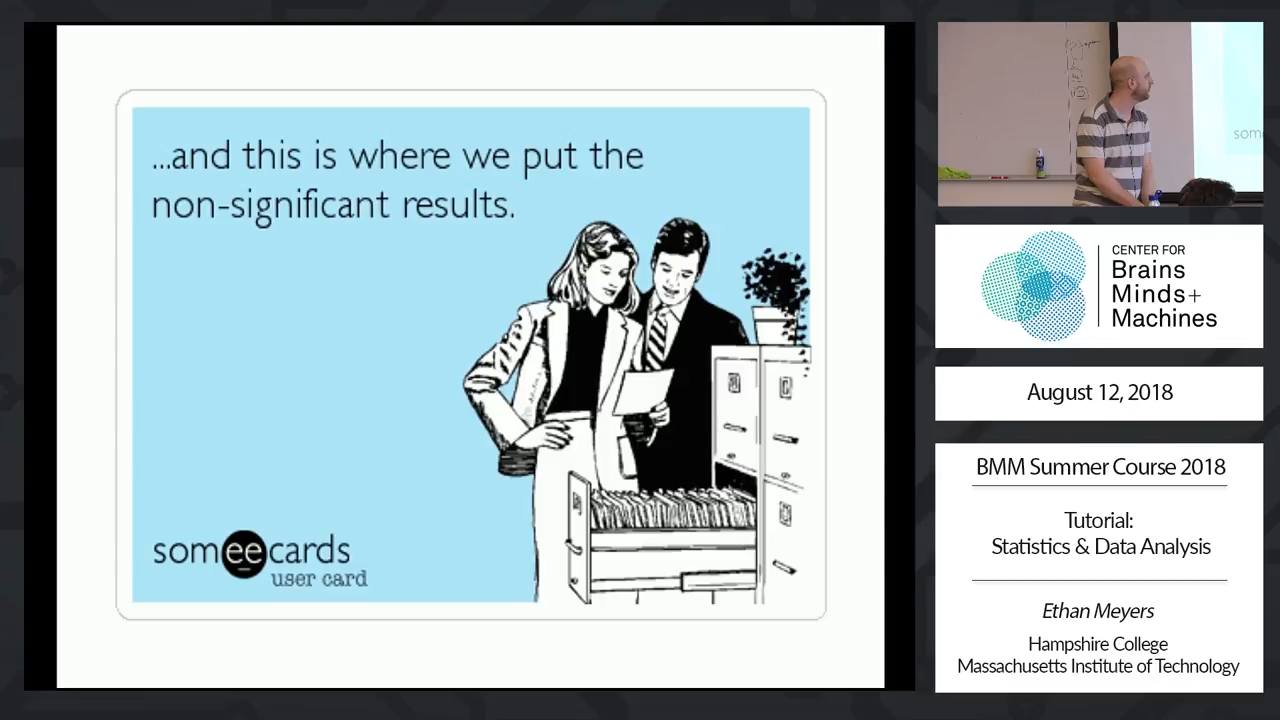 ...and this is where we put the
non-significant results.
someecards
user card
som
CENTER FOR
Brains
Minds+
Machines
August 12, 2018
BMM Summer Course 2018
Tutorial:
Statistics & Data Analysis
Ethan Meyers
Hampshire College
Massachusetts Institute of Technology